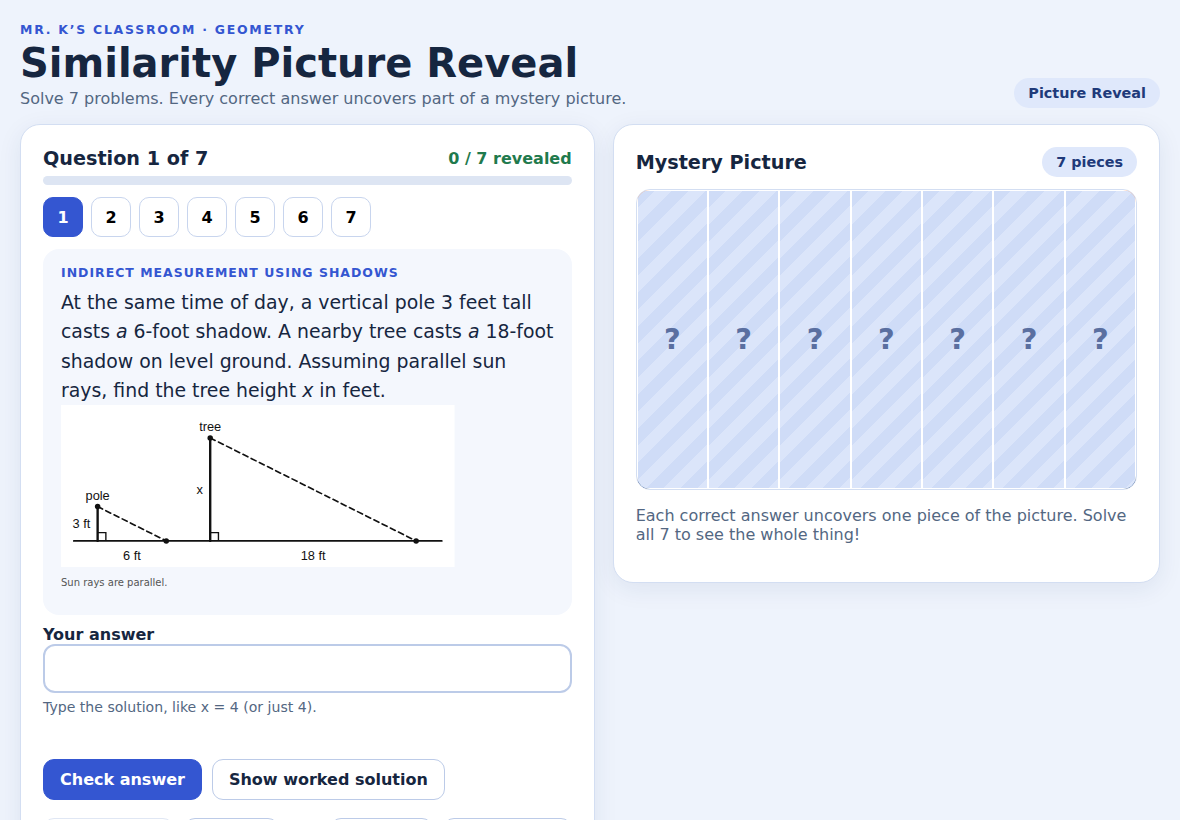 MR. K’S CLASSROOM · GEOMETRY
Similarity Picture Reveal
Solve 7 problems. Every correct answer uncovers part of a mystery picture.
Picture Reveal
Question 1 of 7
0 / 7 revealed
1 2 3 4 5 6 7
INDIRECT MEASUREMENT USING SHADOWS
At the same time of day, a vertical pole 3 feet tall
casts a 6-foot shadow. A nearby tree casts a 18-foot
shadow on level ground. Assuming parallel sun
rays, find the tree height x in feet.
tree
x
pole
3 ft
6 ft
18 ft
Sun rays are parallel.
Your answer
Type the solution, like x = 4 (or just 4).
Check answer
Show worked solution
Mystery Picture
7 pieces
? ? ? ? ? ? ?
Each correct answer uncovers one piece of the picture. Solve
all 7 to see the whole thing!